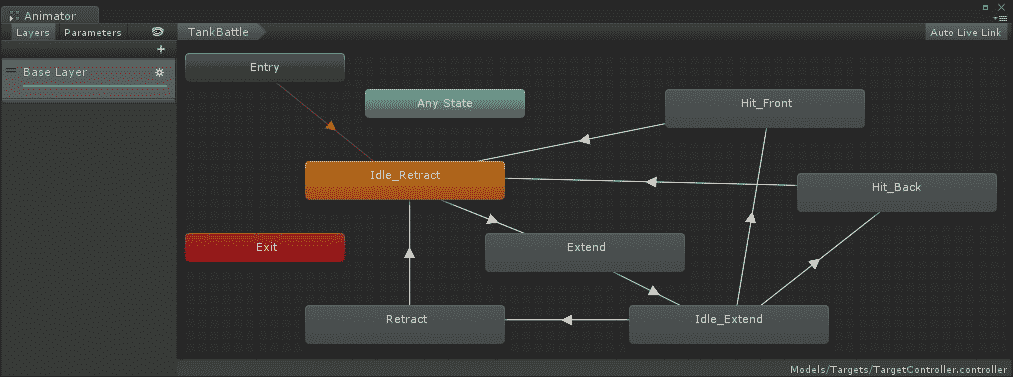 Animator
Layers
Parameters
TankBattle
Auto Live Link
Base Layer
Entry
Any State
Hit_Front
Idle_Retract
Hit_Back
Exit
Extend
Retract
Idle_Extend
Models/Targets/TargetController.controller